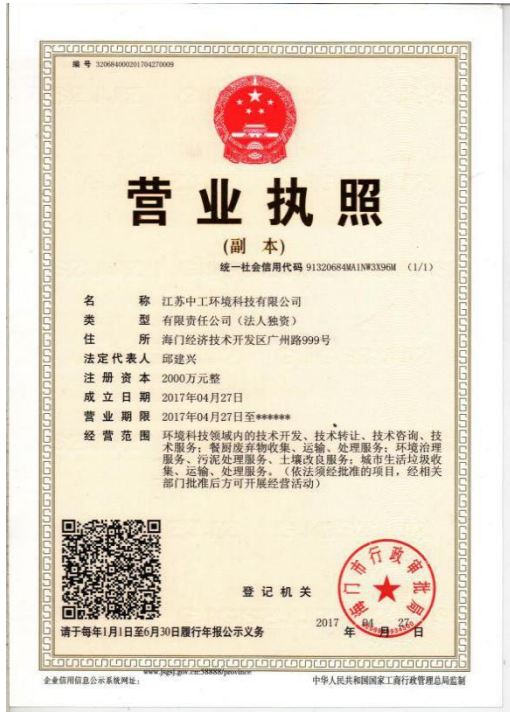 编 号 320684000201704270009
营业执照
(副 本)
统一社会信用代码 91320684MA1NW3X96M (1/1)
名 称 江苏中工环境科技有限公司
类 型 有限责任公司（法人独资）
住 所 海门经济技术开发区广州路999号
法定代表人 邱建兴
注 册 资 本 2000万元整
成 立 日 期 2017年04月27日
营 业 期 限 2017年04月27日至******
经 营 范 围 环境科技领域内的技术开发、技术转让、技术咨询、技
术服务；餐厨废弃物收集、运输、处理服务；环境治理
服务、污泥处理服务、土壤改良服务；城市生活垃圾收
集、运输、处理服务。（依法须经批准的项目，经相关
部门批准后方可开展经营活动）
登 记 机 关
海门市行政审批局
2017 年 04 月 27 日
请于每年1月1日至6月30日履行年报公示义务
www.jsgsj.gov.cn:58888/province
企业信用信息公示系统网址：
中华人民共和国国家工商行政管理总局监制